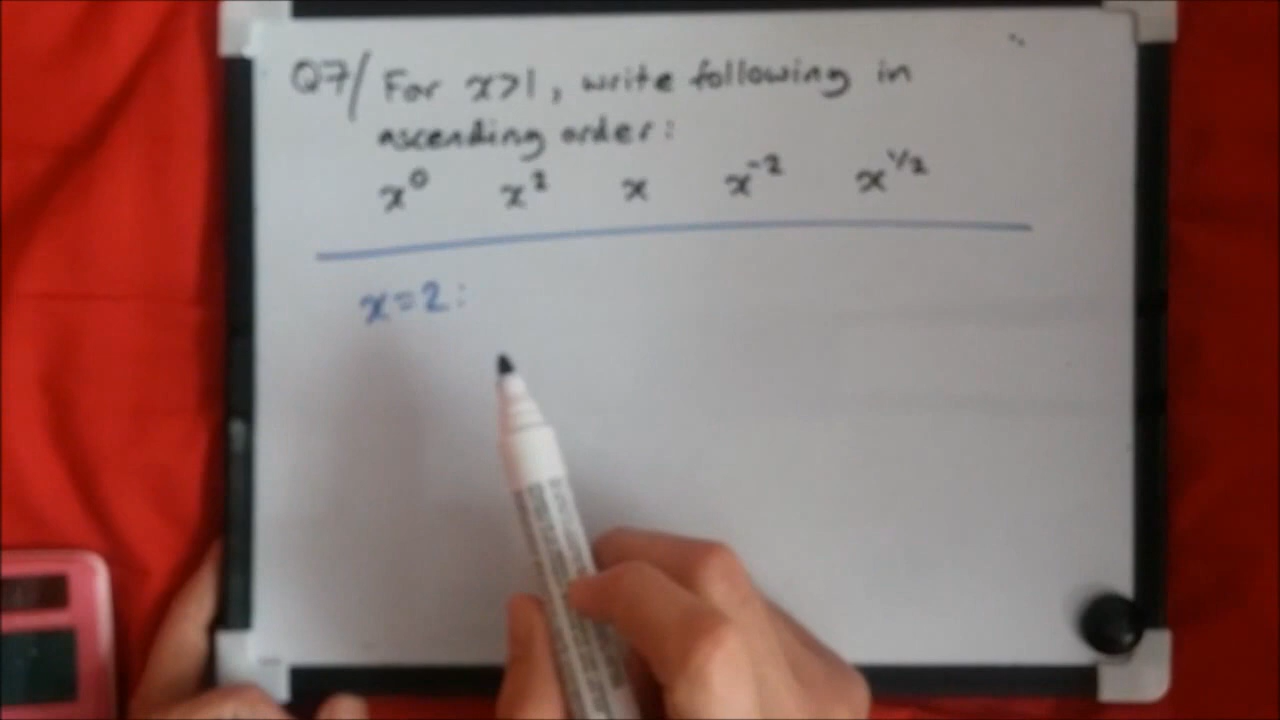 Q7/ For x>1, write following in
ascending order:
x⁰ x² x x⁻² x^1/2
x=2: